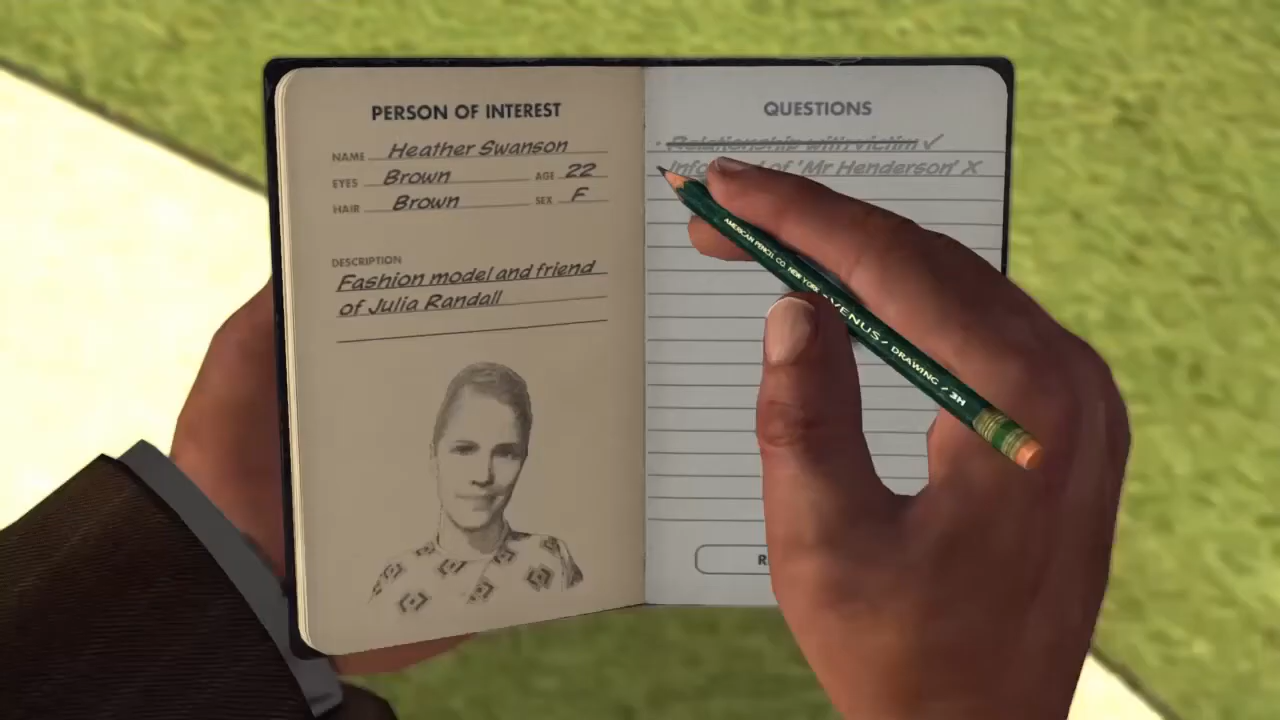 PERSON OF INTEREST
NAME Heather Swanson
EYES Brown AGE 22
HAIR Brown SEX F
DESCRIPTION
Fashion model and friend
of Julia Randall
QUESTIONS
Relationship with victim ✓
of 'Mr Henderson' X
AMERICAN PENCIL CO. NEW YORK VENUS / DRAWING / 3H